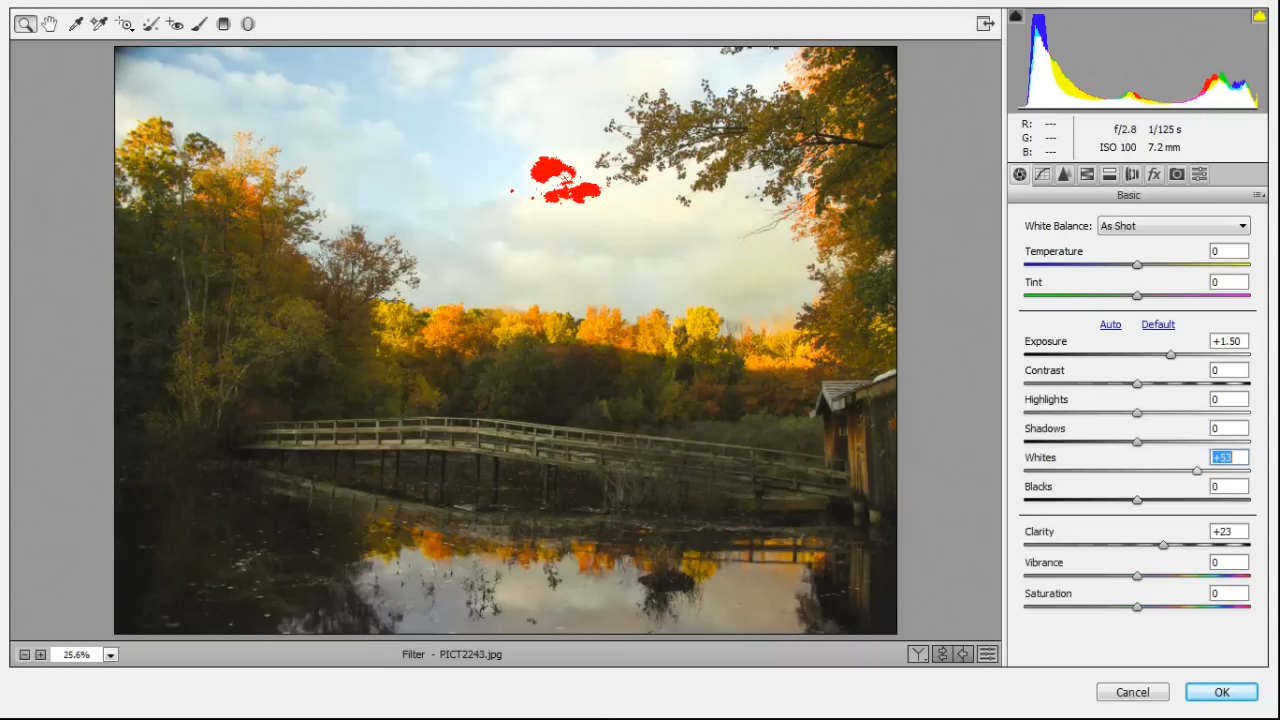 R: ---
G: ---
B: ---
f/2.8 1/125 s
ISO 100 7.2 mm
fx
Basic
White Balance: As Shot
Temperature 0
Tint 0
Auto Default
Exposure +1.50
Contrast 0
Highlights 0
Shadows 0
Whites +53
Blacks 0
Clarity +23
Vibrance 0
Saturation 0
25.6% Filter - PICT2243.jpg
Y
Cancel OK